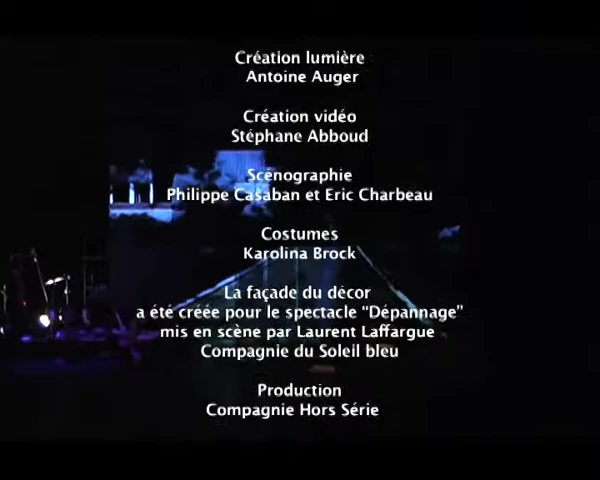 Création lumière
Antoine Auger
Création vidéo
Stéphane Abboud
Scénographie
Philippe Casaban et Eric Charbeau
Costumes
Karolina Brock
La façade du décor
a été créée pour le spectacle “Dépannage”
mis en scène par Laurent Laffargue
Compagnie du Soleil bleu
Production
Compagnie Hors Série